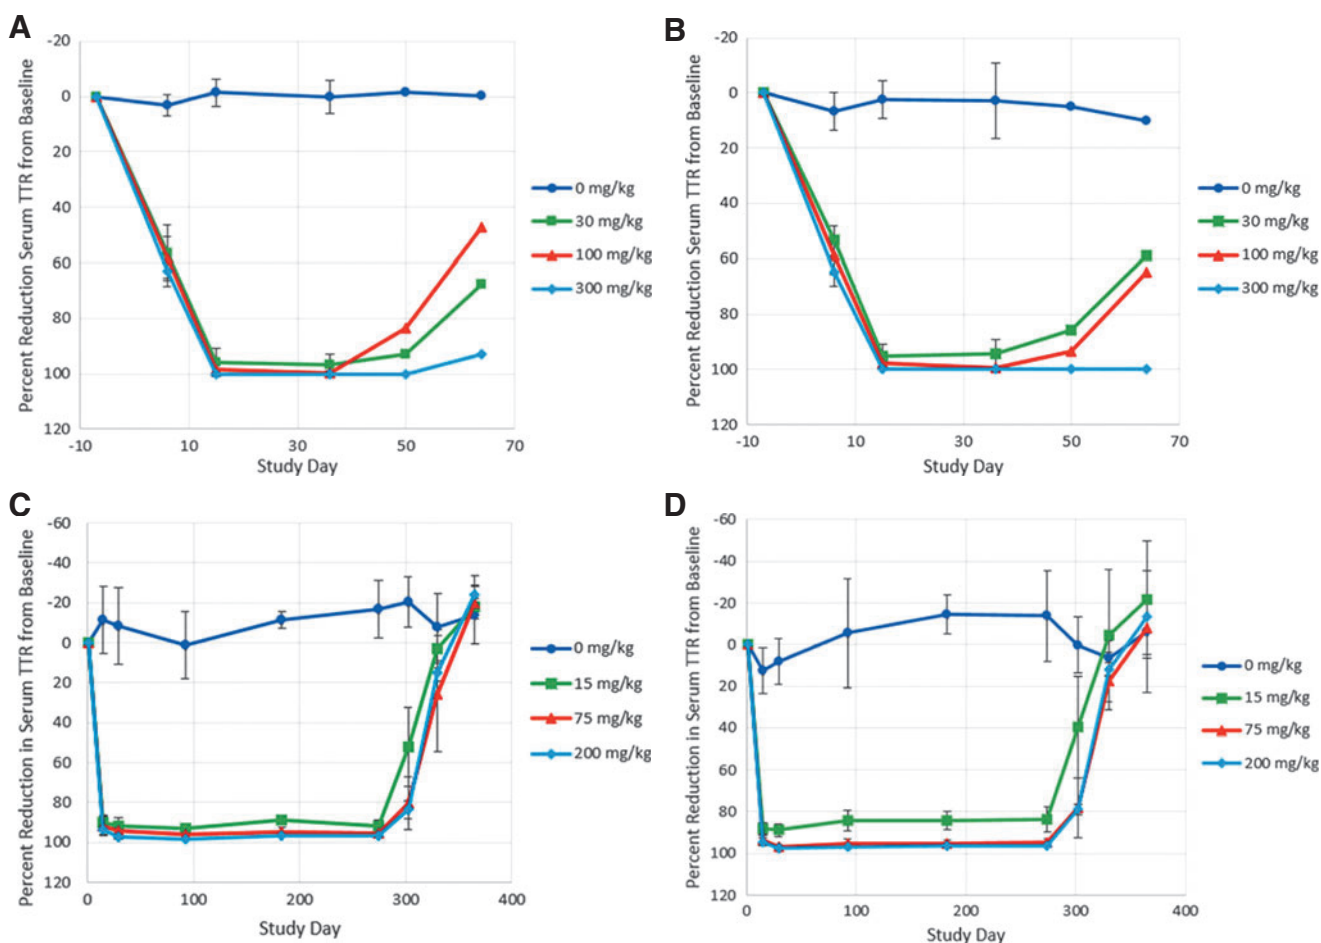 A
Percent Reduction Serum TTR from Baseline
-20
0
20
40
60
80
100
120
-10
10
30
50
70
Study Day
0 mg/kg
30 mg/kg
100 mg/kg
300 mg/kg
B
Percent Reduction Serum TTR from Baseline
-20
0
20
40
60
80
100
120
-10
10
30
50
70
Study Day
0 mg/kg
30 mg/kg
100 mg/kg
300 mg/kg
C
Percent Reduction in Serum TTR from Baseline
-60
-40
-20
0
20
40
60
80
100
120
0
100
200
300
400
Study Day
0 mg/kg
15 mg/kg
75 mg/kg
200 mg/kg
D
Percent Reduction in Serum TTR from Baseline
-60
-40
-20
0
20
40
60
80
100
120
0
100
200
300
400
Study Day
0 mg/kg
15 mg/kg
75 mg/kg
200 mg/kg